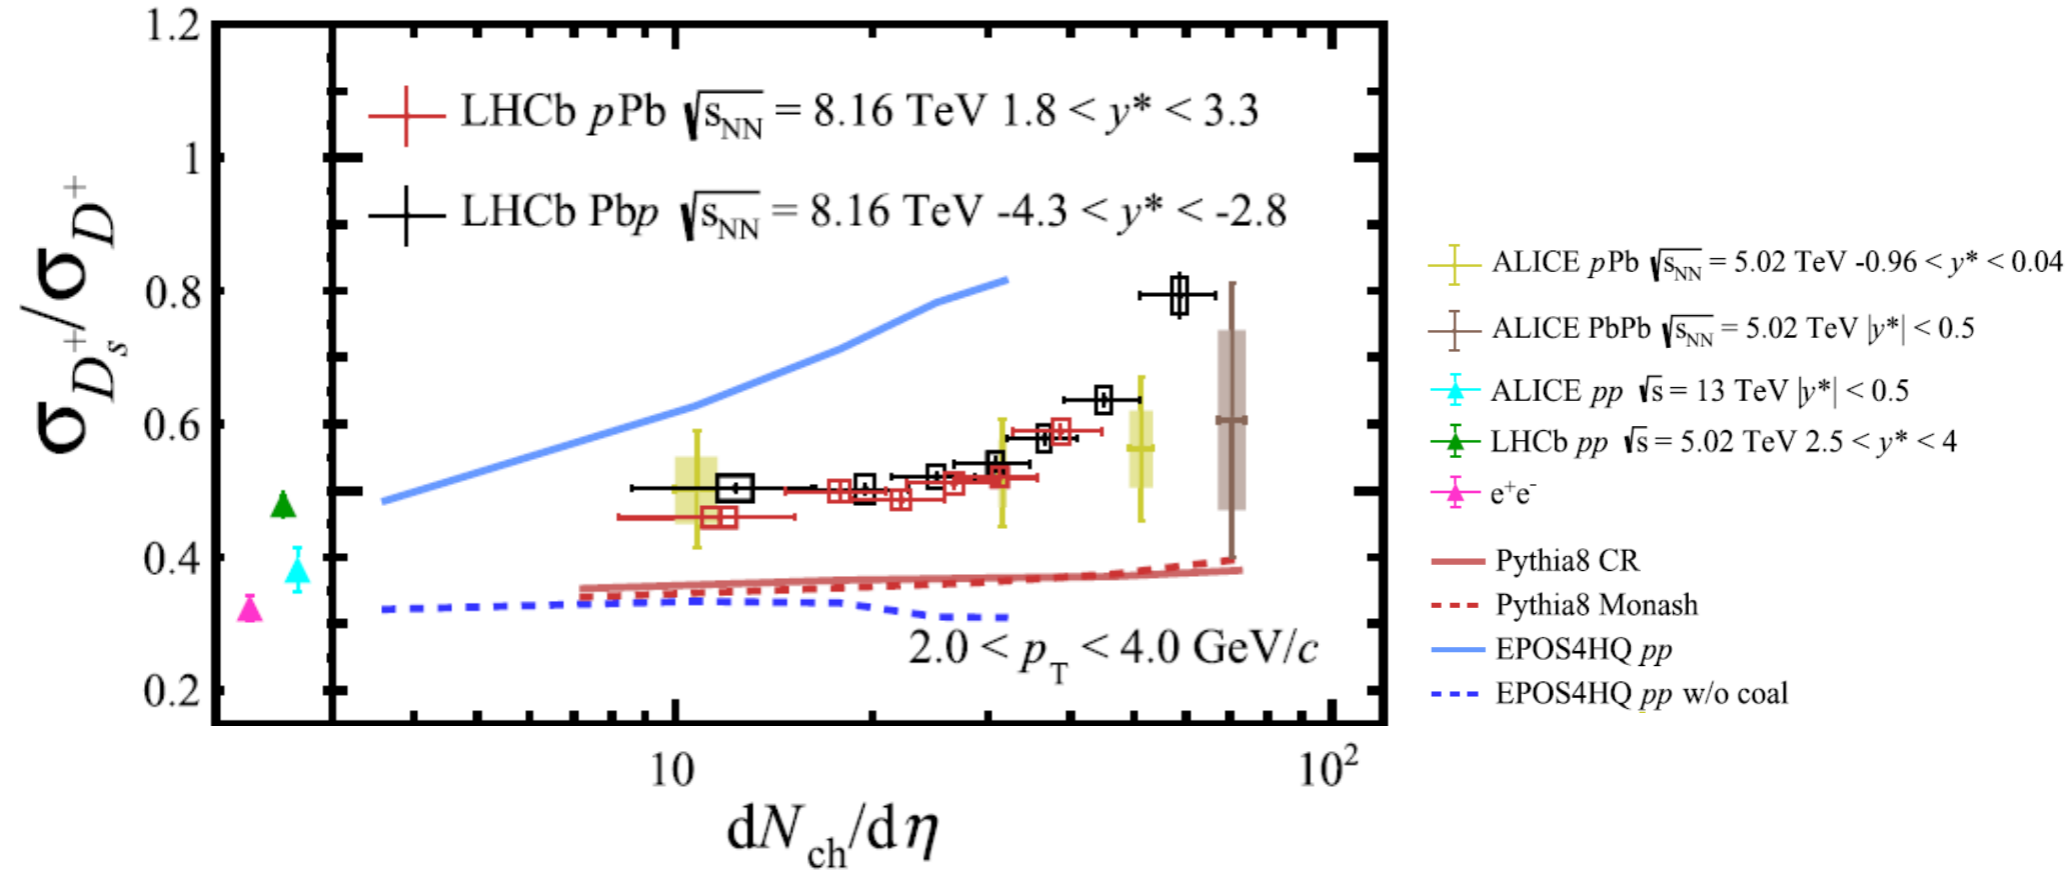 1.2
1
0.8
0.6
0.4
0.2
σ_{D_s^+}/σ_{D^+}
LHCb pPb √s_NN = 8.16 TeV 1.8 < y* < 3.3
LHCb Pbp √s_NN = 8.16 TeV -4.3 < y* < -2.8
2.0 < p_T < 4.0 GeV/c
10
10²
dN_ch/dη
ALICE pPb √s_NN = 5.02 TeV -0.96 < y* < 0.04
ALICE PbPb √s_NN = 5.02 TeV |y*| < 0.5
ALICE pp √s = 13 TeV |y*| < 0.5
LHCb pp √s = 5.02 TeV 2.5 < y* < 4
e⁺e⁻
Pythia8 CR
Pythia8 Monash
EPOS4HQ pp
EPOS4HQ pp w/o coal